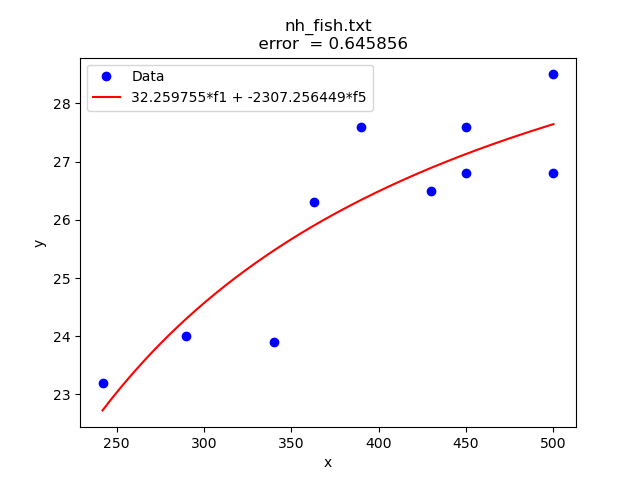 nh_fish.txt
error  = 0.645856
Data
32.259755*f1 + -2307.256449*f5
28
27
26
25
24
23
y
250
300
350
400
450
500
x